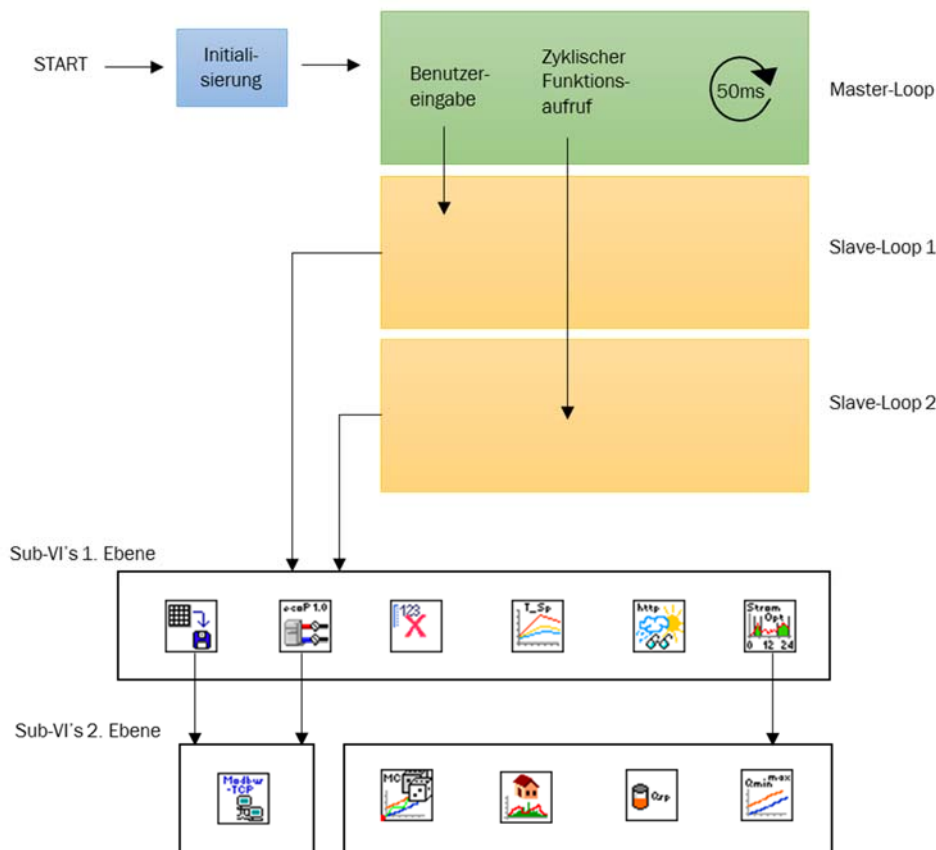 START
Initiali-
sierung
Benutzer-
eingabe
Zyklischer
Funktions-
aufruf
50ms
Master-Loop
Slave-Loop 1
Slave-Loop 2
Sub-VI's 1. Ebene
e-coP 1.0
123
X
T_Sp
http
Strom
Opt
0 12 24
Sub-VI's 2. Ebene
Modbus
-TCP
MC
Qsp
Qmin max